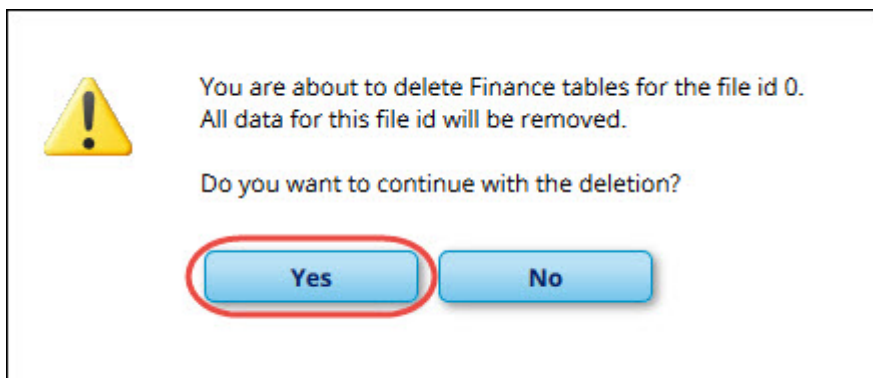 You are about to delete Finance tables for the file id 0.
All data for this file id will be removed.
Do you want to continue with the deletion?
Yes
No